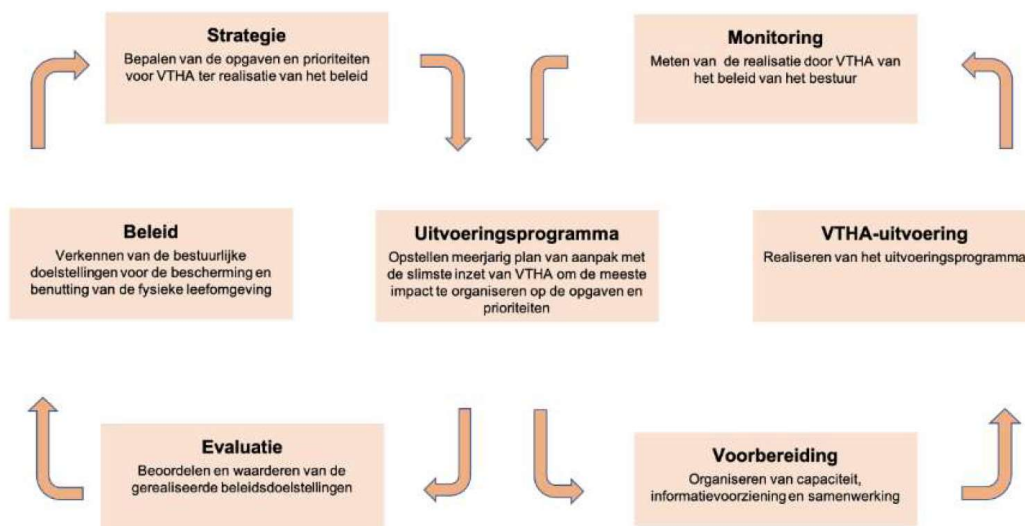 Strategie
Bepalen van de opgaven en prioriteiten
voor VTHA ter realisatie van het beleid
Monitoring
Meten van de realisatie door VTHA van
het beleid van het bestuur
Beleid
Verkennen van de bestuurlijke
doelstellingen voor de bescherming en
benutting van de fysieke leefomgeving
Uitvoeringsprogramma
Opstellen meerjarig plan van aanpak met
de slimste inzet van VTHA om de meeste
impact te organiseren op de opgaven en
prioriteiten
VTHA-uitvoering
Realiseren van het uitvoeringsprogramma
Evaluatie
Beoordelen en waarderen van de
gerealiseerde beleidsdoelstellingen
Voorbereiding
Organiseren van capaciteit,
informatievoorziening en samenwerking